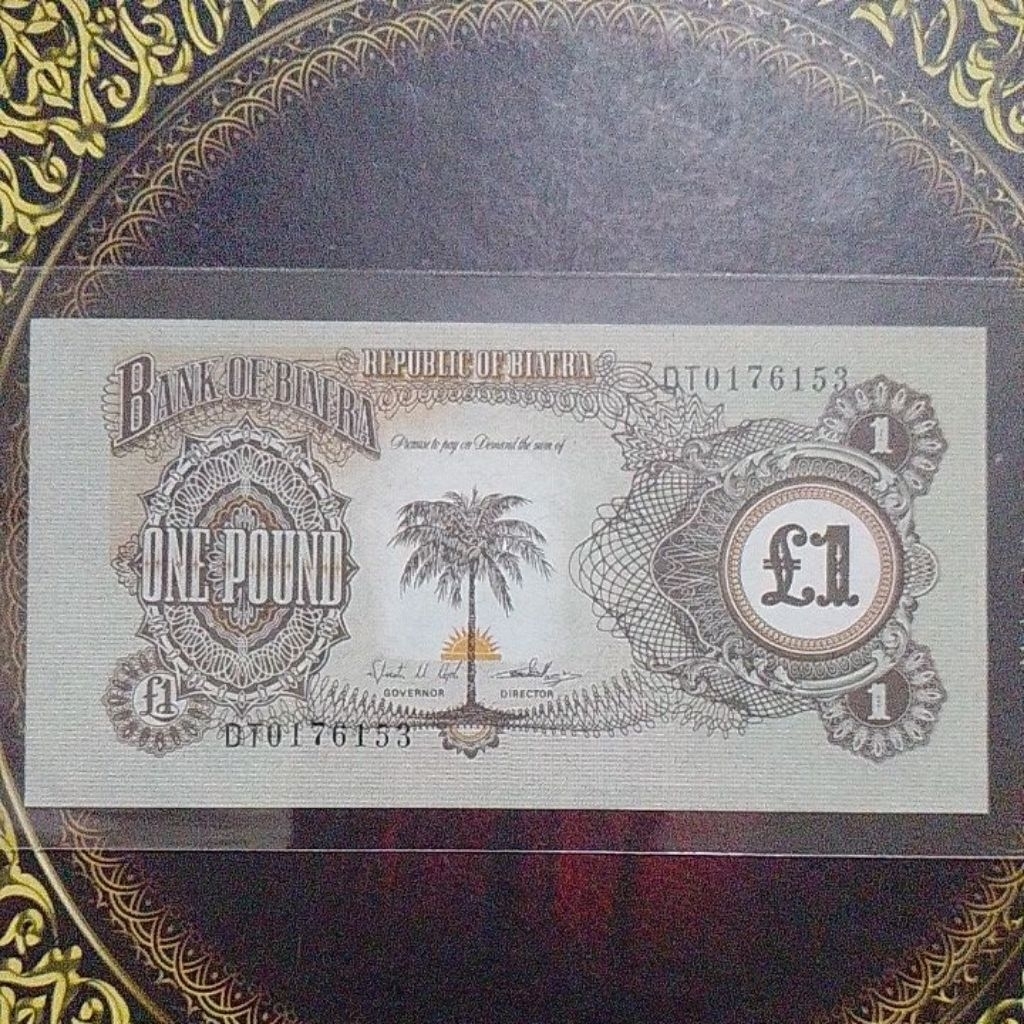 BANK OF BIAFRA
REPUBLIC OF BIAFRA
DT0176153
1
Promise to pay on Demand the sum of
ONE POUND
£1
GOVERNOR
DIRECTOR
£1
1
DT0176153